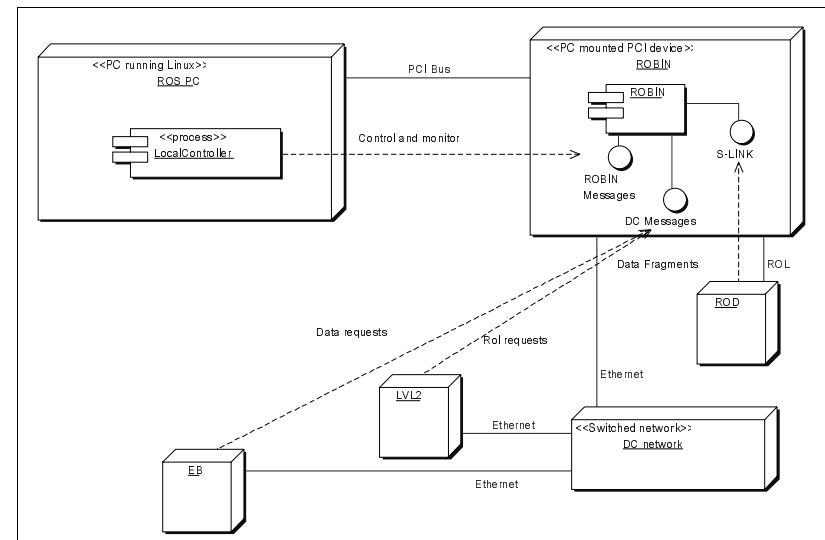 <<PC running Linux>>
ROS PC
<<process>>
LocalController
PCI Bus
Control and monitor
<<PC mounted PCI device>>
ROBIN
ROBIN
S-LINK
ROBIN
Messages
DC Messages
Data Fragments
ROL
ROD
Data requests
RoI requests
Ethernet
LVL2
Ethernet
<<Switched network>>
DC network
EB
Ethernet